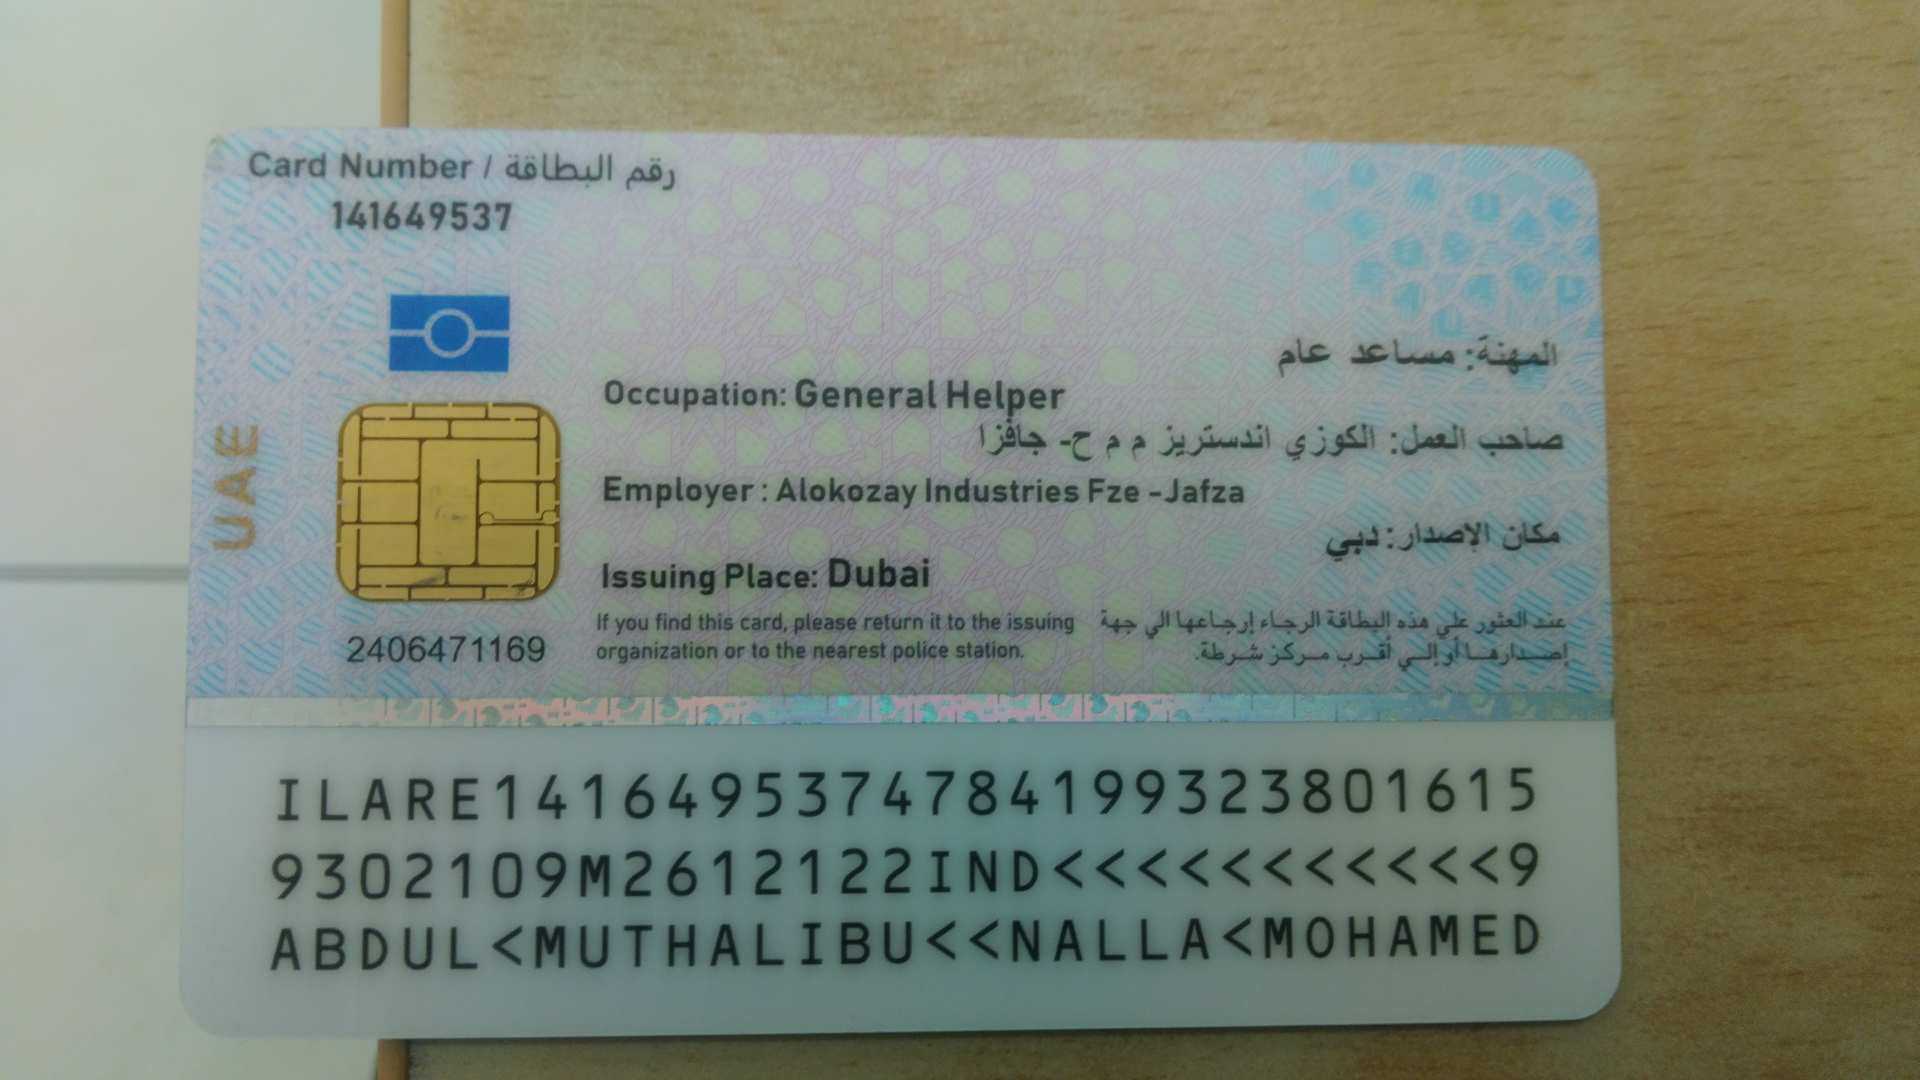 Card Number / رقم البطاقة
141649537
المهنة: مساعد عام
Occupation: General Helper
صاحب العمل: الكوزي اندستريز م م ح- جافزا
Employer : Alokozay Industries Fze -Jafza
مكان الإصدار: دبي
Issuing Place: Dubai
If you find this card, please return it to the issuing
organization or to the nearest police station.
عند العثور علي هذه البطاقة الرجاء إرجاعها الي جهة
إصدارها أو إلي أقرب مركز شرطة.
UAE
2406471169
ILARE1416495374784199323801615
9302109M2612122IND<<<<<<<<<<<9
ABDUL<MUTHALIBU<<NALLA<MOHAMED